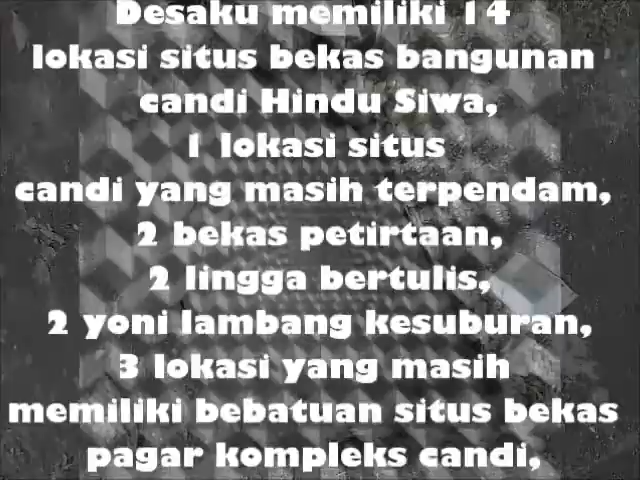 Desaku memiliki 14
lokasi situs bekas bangunan
candi Hindu Siwa,
1 lokasi situs
candi yang masih terpendam,
2 bekas petirtaan,
2 lingga bertulis,
2 yoni lambang kesuburan,
3 lokasi yang masih
memiliki bebatuan situs bekas
pagar kompleks candi,